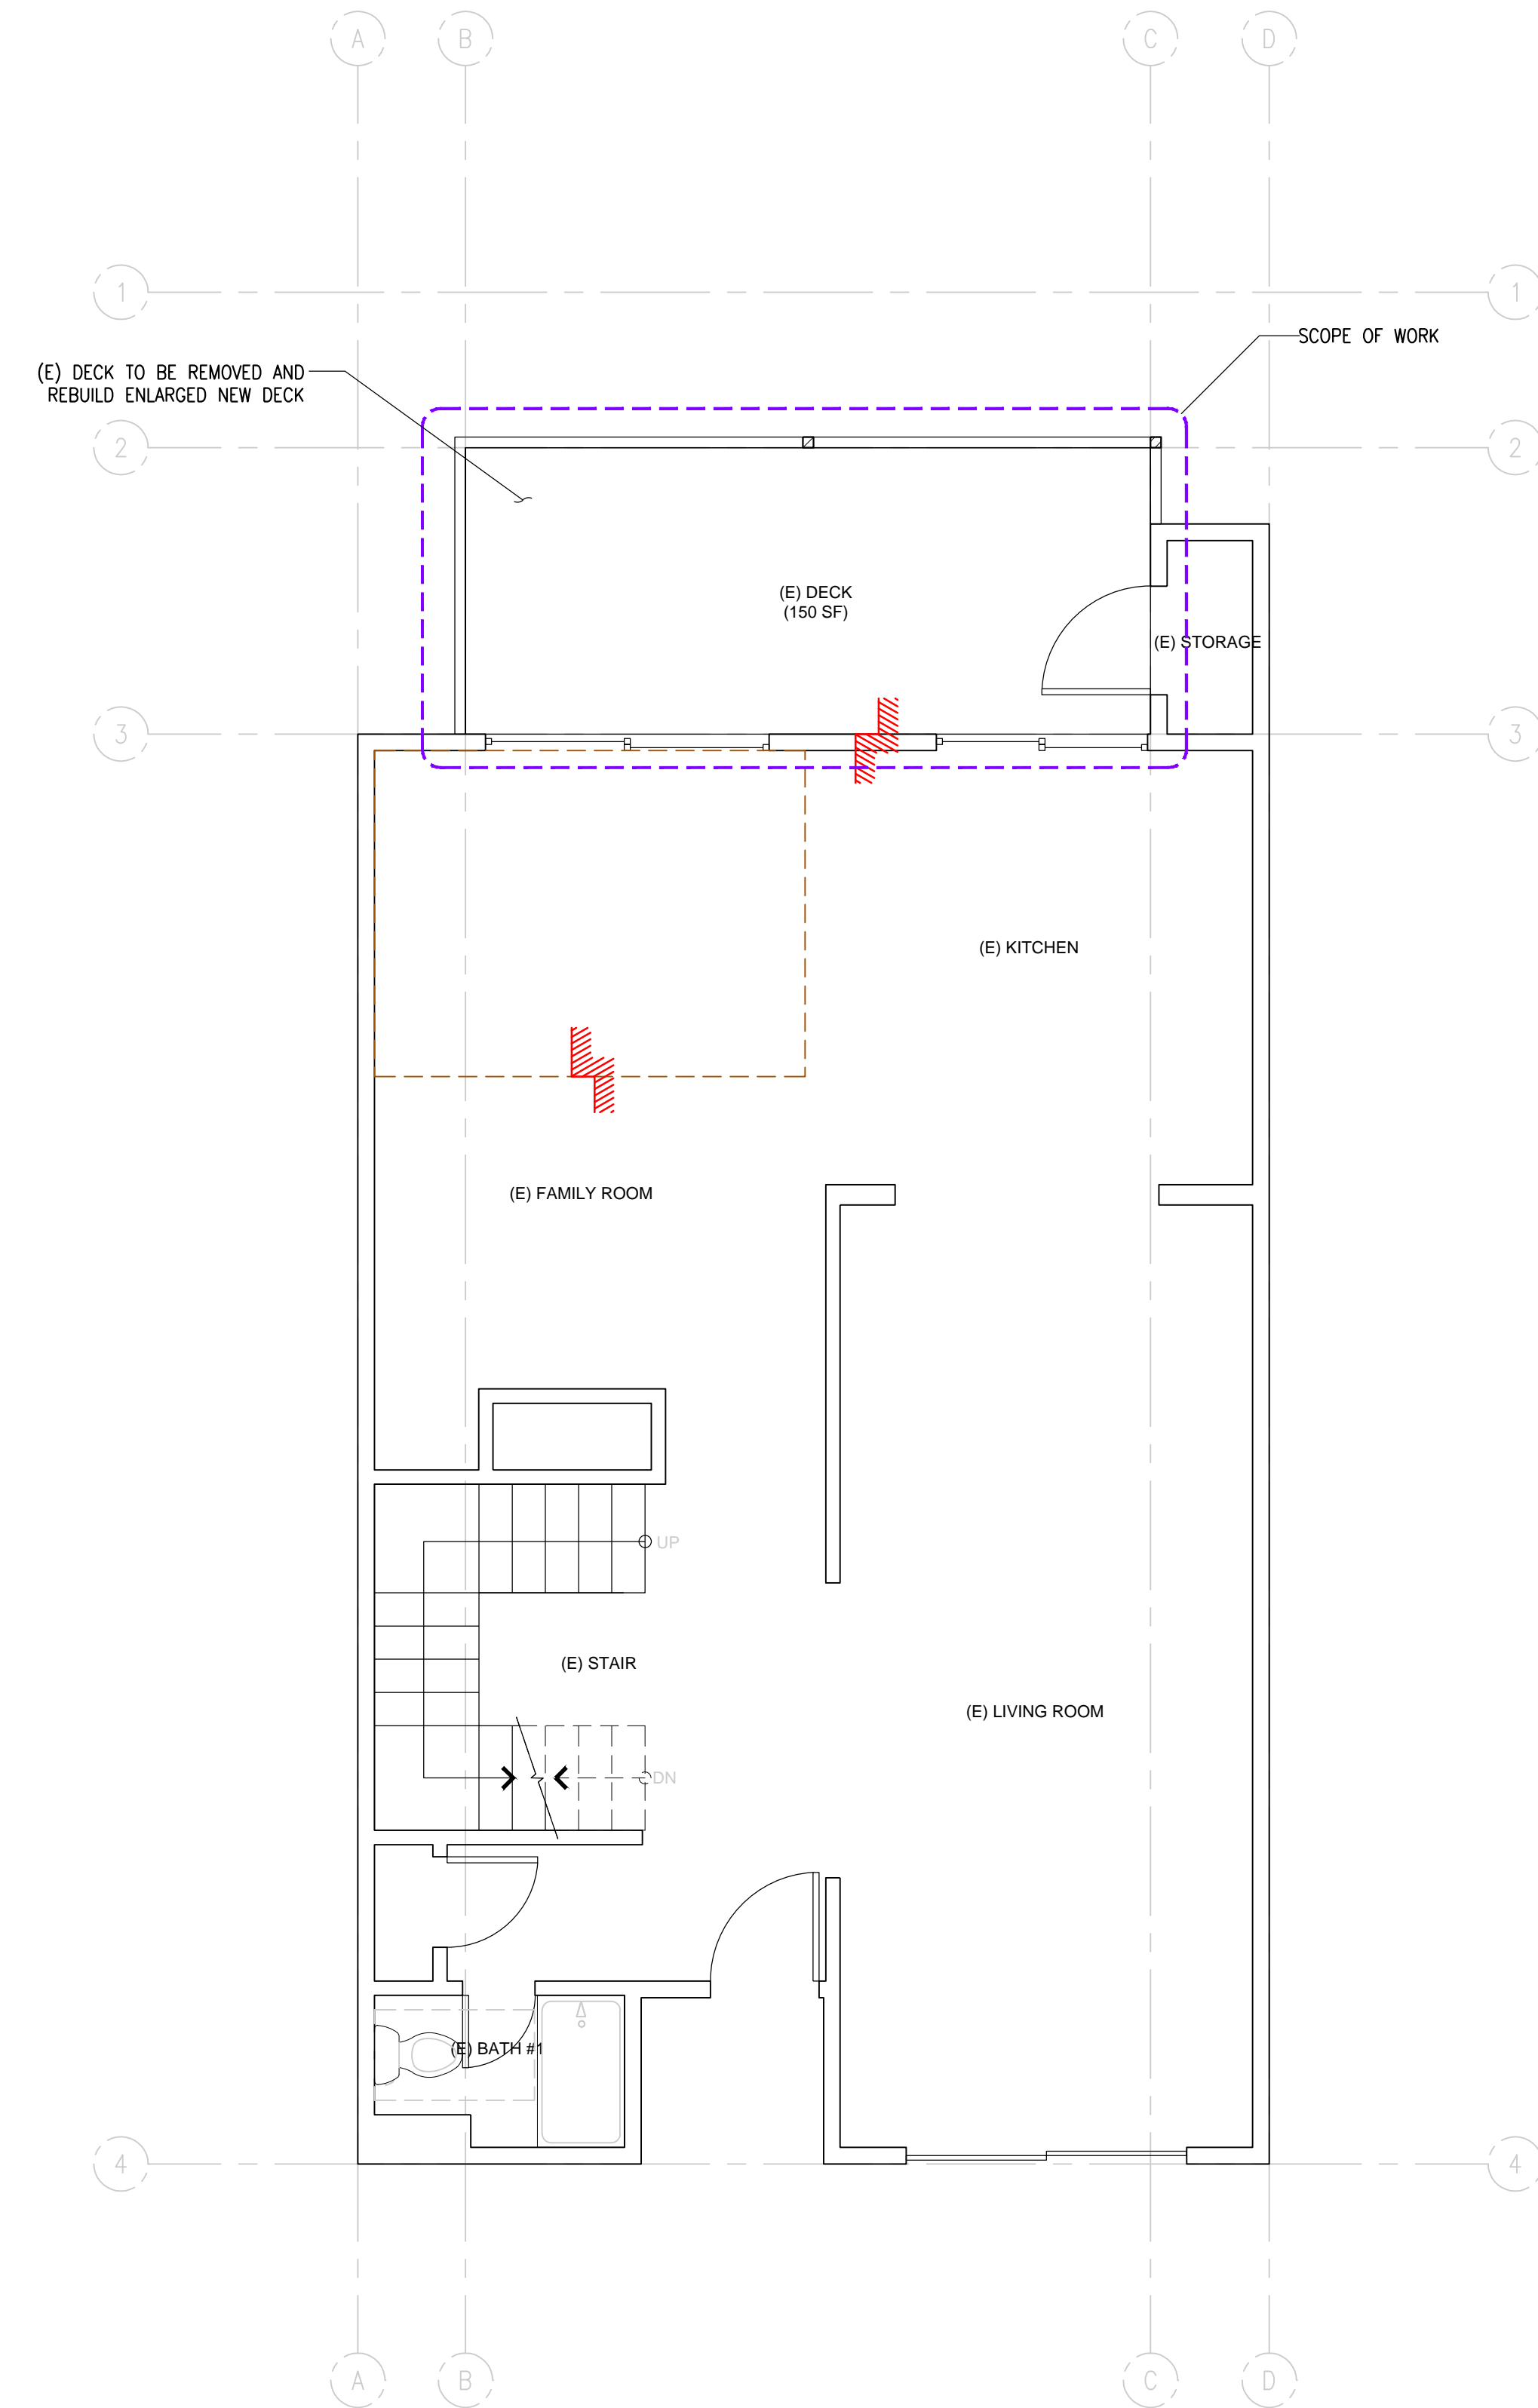 A
B
C
D
1
1
SCOPE OF WORK
(E) DECK TO BE REMOVED AND
REBUILD ENLARGED NEW DECK
2
2
(E) DECK
(150 SF)
(E) STORAGE
3
3
(E) KITCHEN
(E) FAMILY ROOM
UP
(E) STAIR
(E) LIVING ROOM
DN
(E) BATH #1
4
4
A
B
C
D